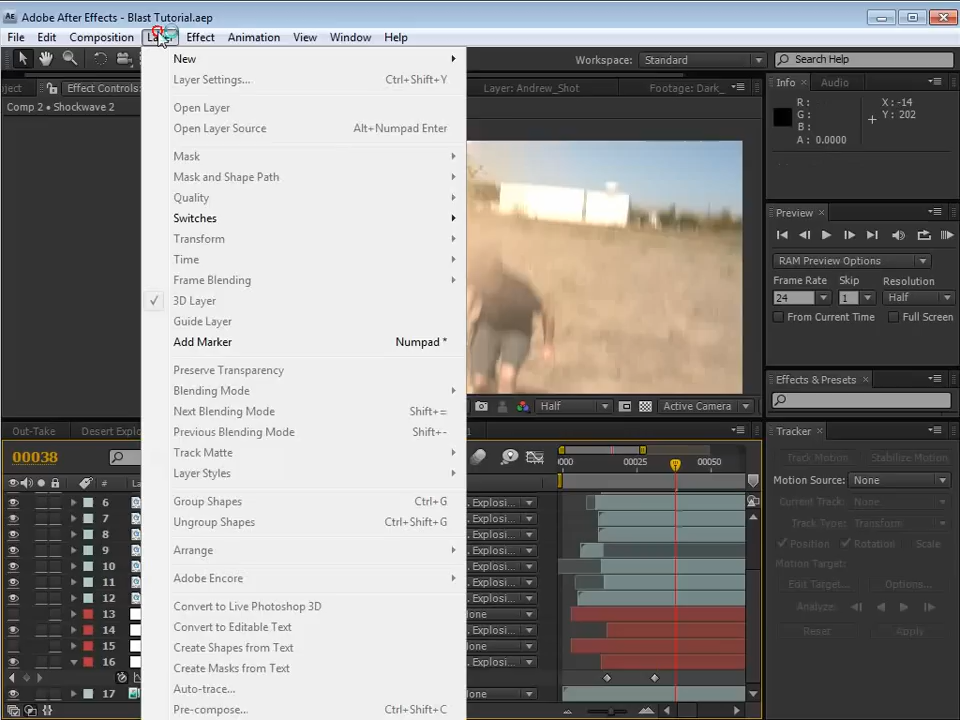 Adobe After Effects - Blast Tutorial.aep
File Edit Composition Effect Animation View Window Help
Workspace: Standard Search Help
Effect Controls: Layer: Andrew_Shot Footage: Dark_
Comp 2 • Shockwave 2
New
Layer Settings... Ctrl+Shift+Y
Open Layer
Open Layer Source Alt+Numpad Enter
Mask
Mask and Shape Path
Quality
Switches
Transform
Time
Frame Blending
3D Layer
Guide Layer
Add Marker Numpad *
Preserve Transparency
Blending Mode
Next Blending Mode Shift+=
Previous Blending Mode Shift+-
Track Matte
Layer Styles
Group Shapes Ctrl+G
Ungroup Shapes Ctrl+Shift+G
Arrange
Adobe Encore
Convert to Live Photoshop 3D
Convert to Editable Text
Create Shapes from Text
Create Masks from Text
Auto-trace...
Pre-compose... Ctrl+Shift+C
Info Audio
R: X: -14
G: Y: 202
B:
A: 0.0000
Preview
RAM Preview Options
Frame Rate Skip Resolution
24 1 Half
From Current Time Full Screen
Half Active Camera
Effects & Presets
Out-Take Desert Explo
00038
000 00025 00050
#
6
7
8
9
10
11
12
13
14
15
16
17
Tracker
Track Motion Stabilize Motion
Motion Source: None
Current Track: None
Track Type: Transform
Position Rotation Scale
Motion Target:
Edit Target... Options...
Analyze:
Reset Apply